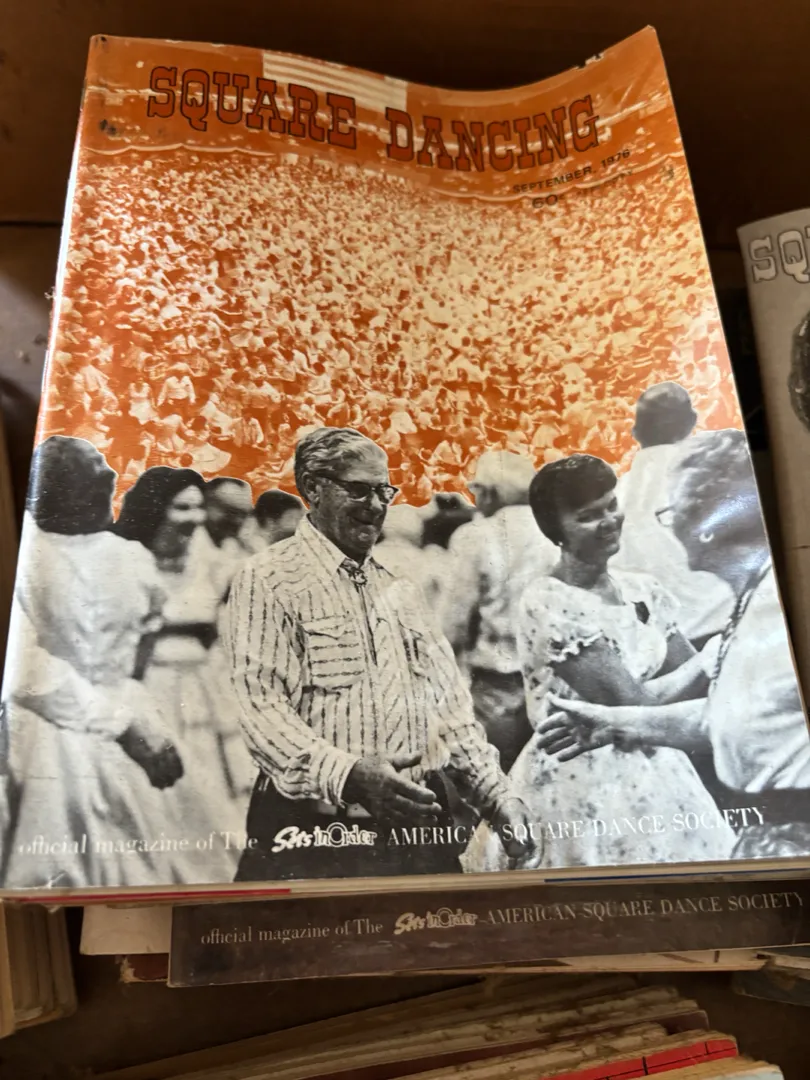 SQUARE DANCING
SEPTEMBER, 1976
60
official magazine of The Sets in Order AMERICAN SQUARE DANCE SOCIETY
official magazine of The Sets in Order AMERICAN SQUARE DANCE SOCIETY
SQU